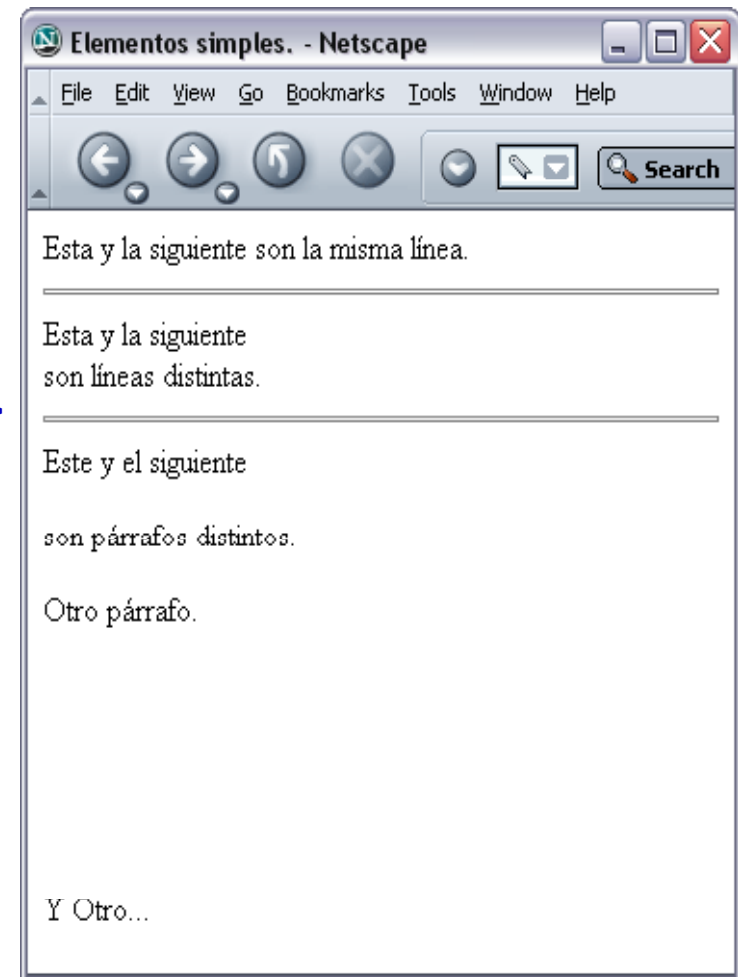 Elementos simples. - Netscape
File Edit View Go Bookmarks Tools Window Help
Search
Esta y la siguiente son la misma línea.
Esta y la siguiente
son líneas distintas.
Este y el siguiente
son párrafos distintos.
Otro párrafo.
Y Otro...